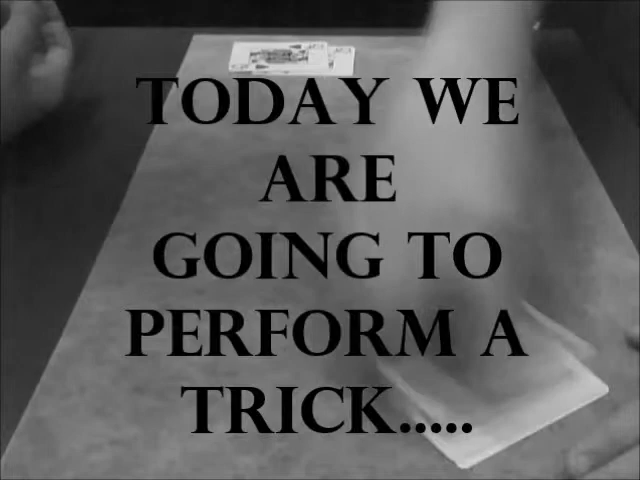 TODAY WE
ARE
GOING TO
PERFORM A
TRICK.....